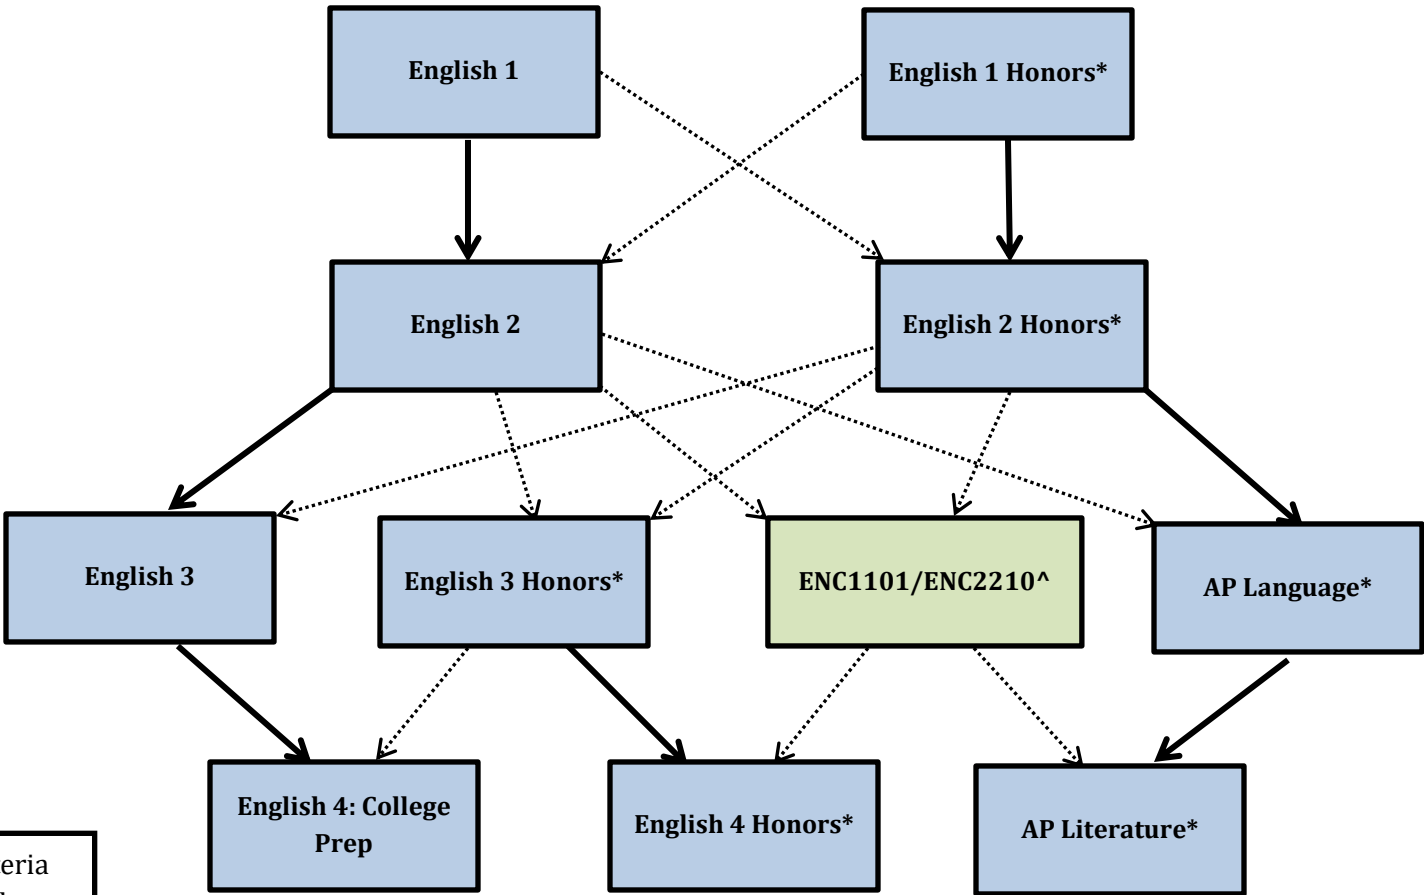 English 1
English 1 Honors*
English 2
English 2 Honors*
English 3
English 3 Honors*
ENC1101/ENC2210^
AP Language*
English 4: College
Prep
English 4 Honors*
AP Literature*